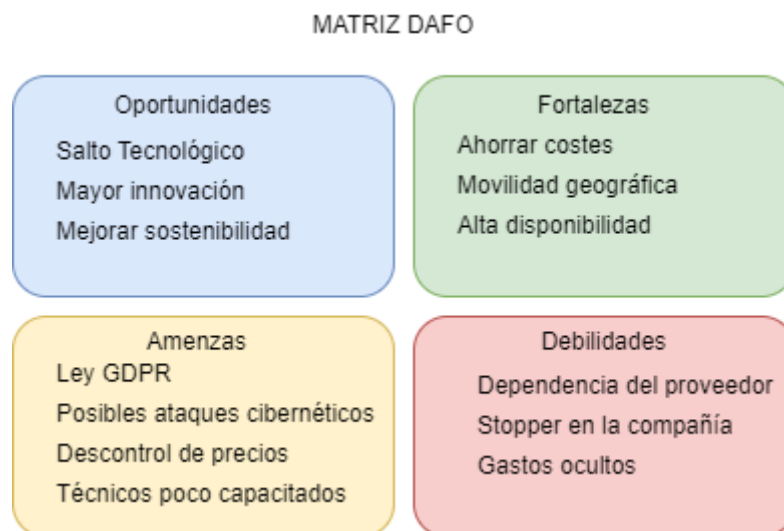 MATRIZ DAFO
Oportunidades
Salto Tecnológico
Mayor innovación
Mejorar sostenibilidad
Fortalezas
Ahorrar costes
Movilidad geográfica
Alta disponibilidad
Amenzas
Ley GDPR
Posibles ataques cibernéticos
Descontrol de precios
Técnicos poco capacitados
Debilidades
Dependencia del proveedor
Stopper en la compañía
Gastos ocultos